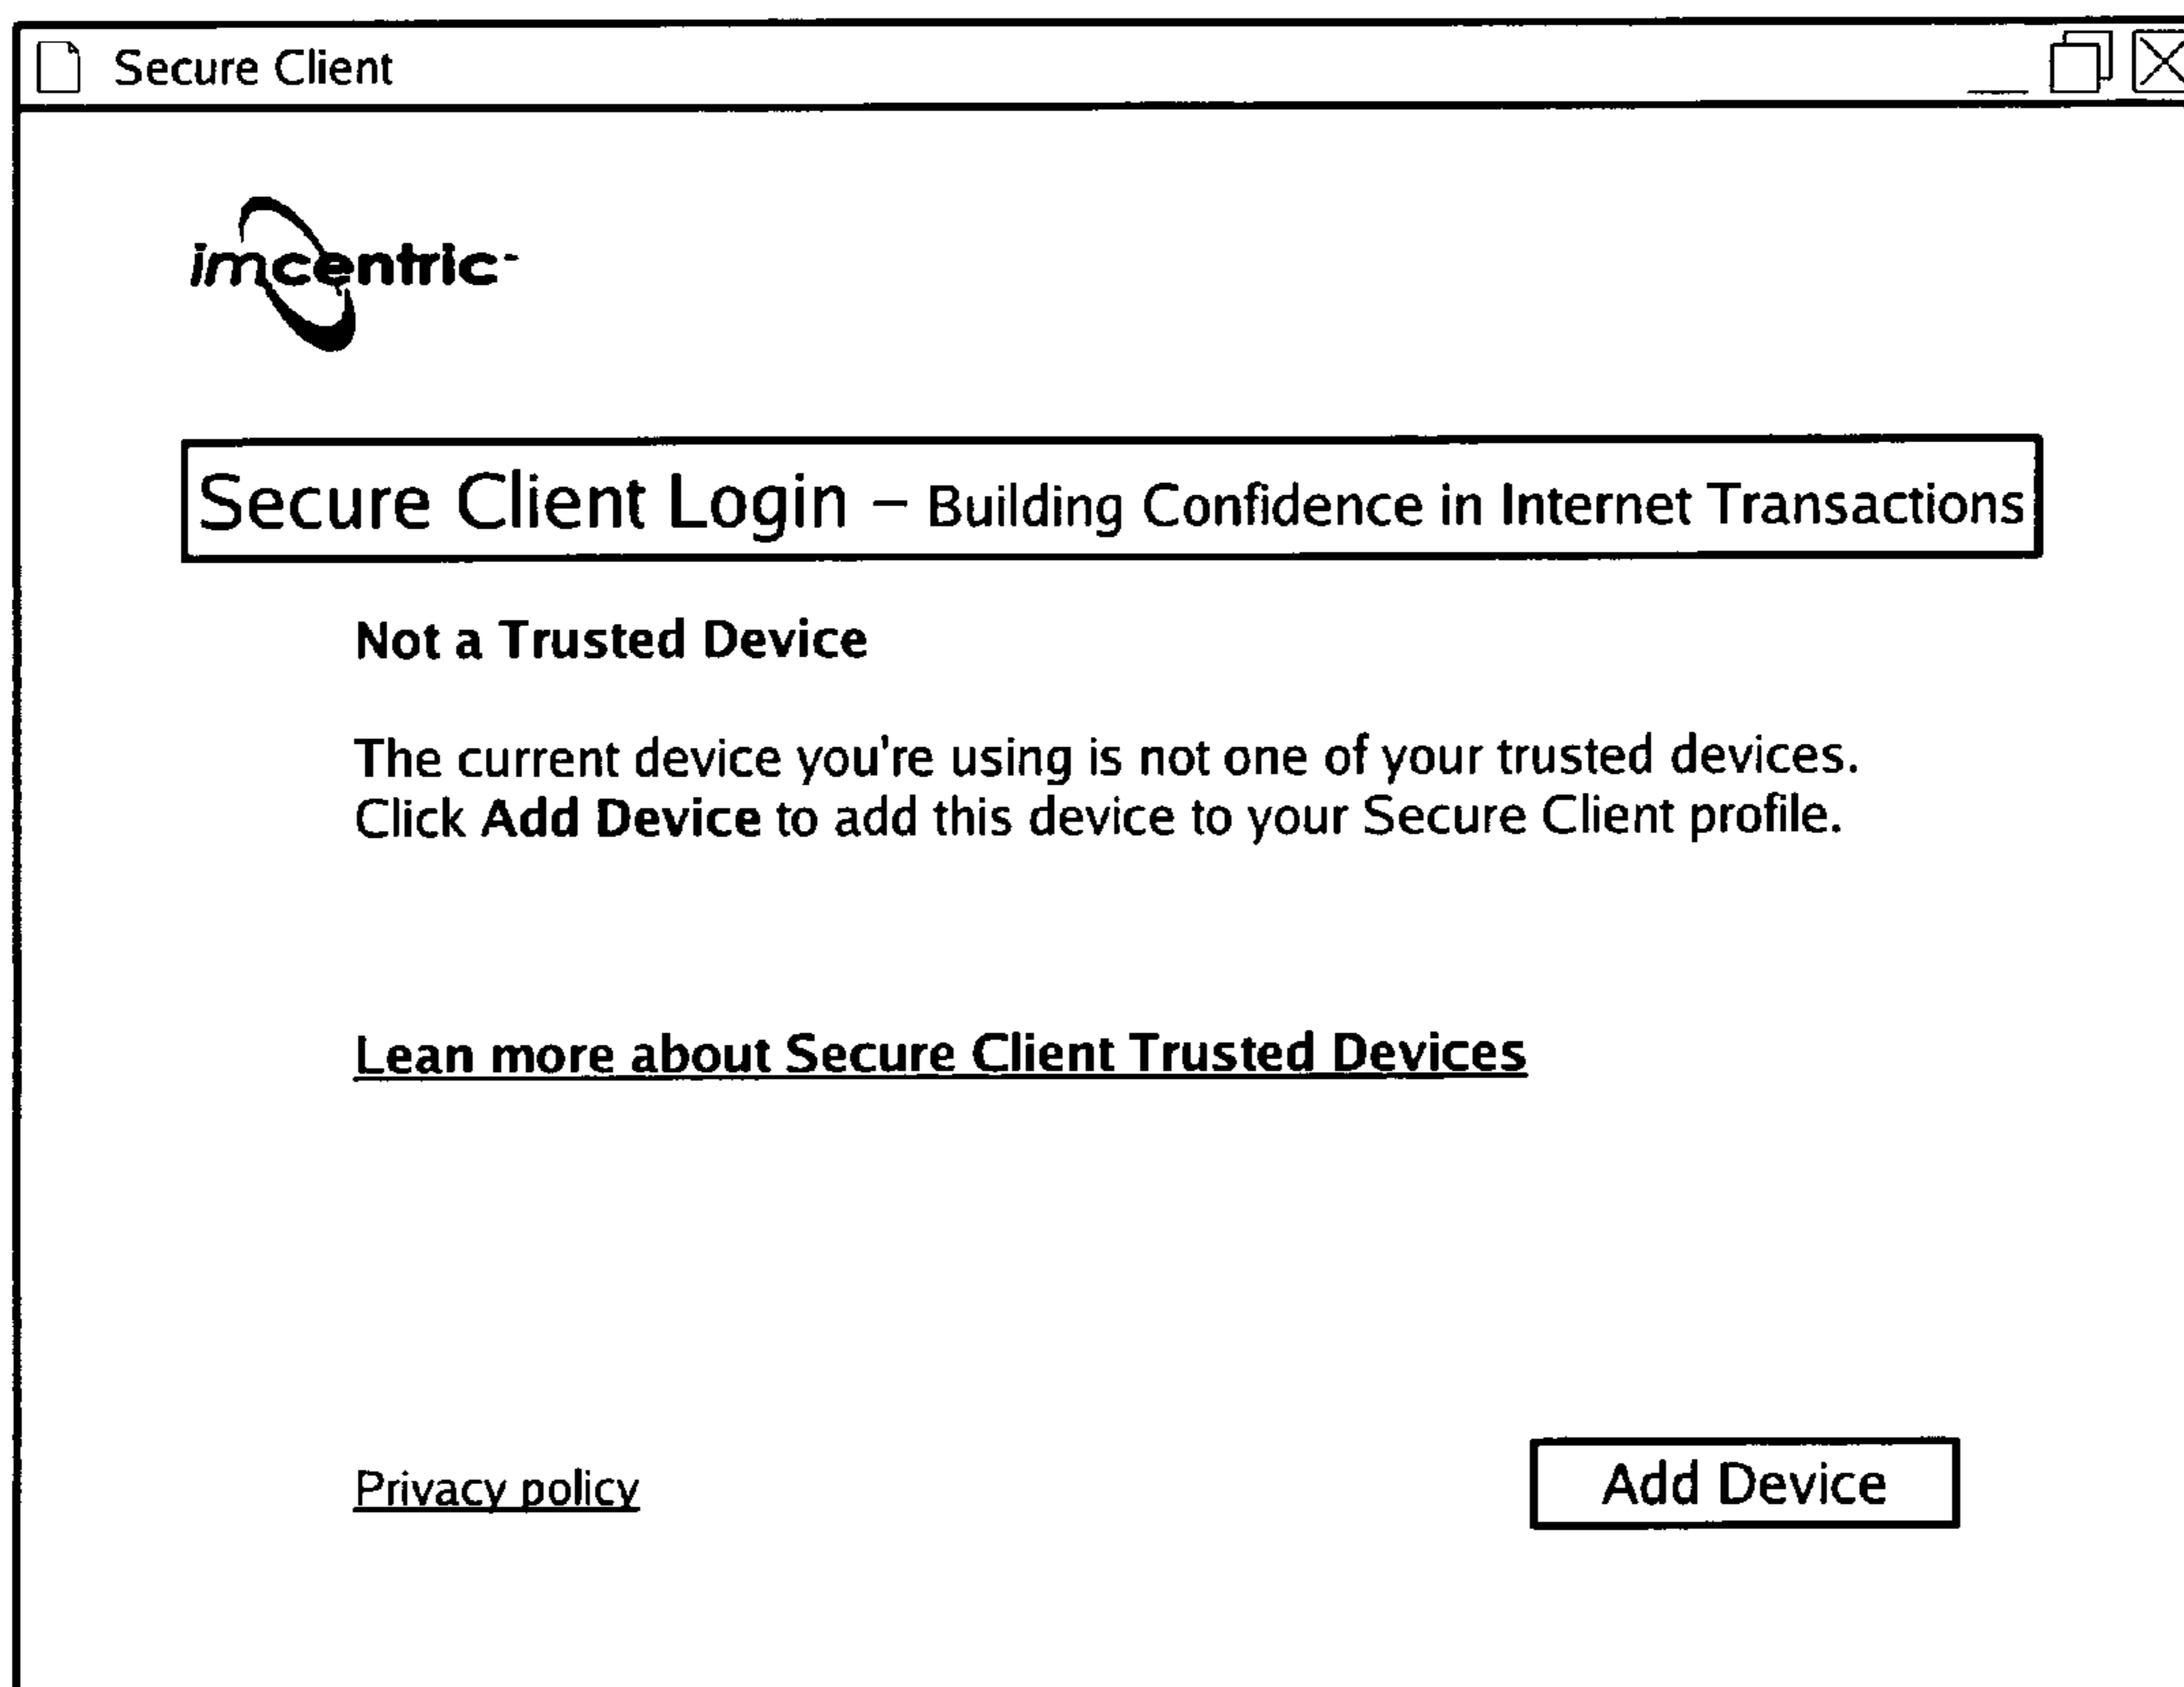 Secure Client
imcentric
Secure Client Login – Building Confidence in Internet Transactions
Not a Trusted Device
The current device you're using is not one of your trusted devices.
Click Add Device to add this device to your Secure Client profile.
Lean more about Secure Client Trusted Devices
Privacy policy
Add Device